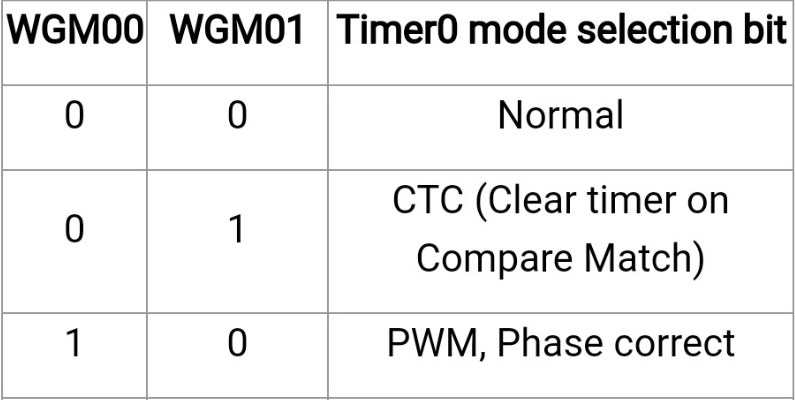 WGM00 WGM01 Timer0 mode selection bit
0 0 Normal
0 1 CTC (Clear timer on
Compare Match)
1 0 PWM, Phase correct